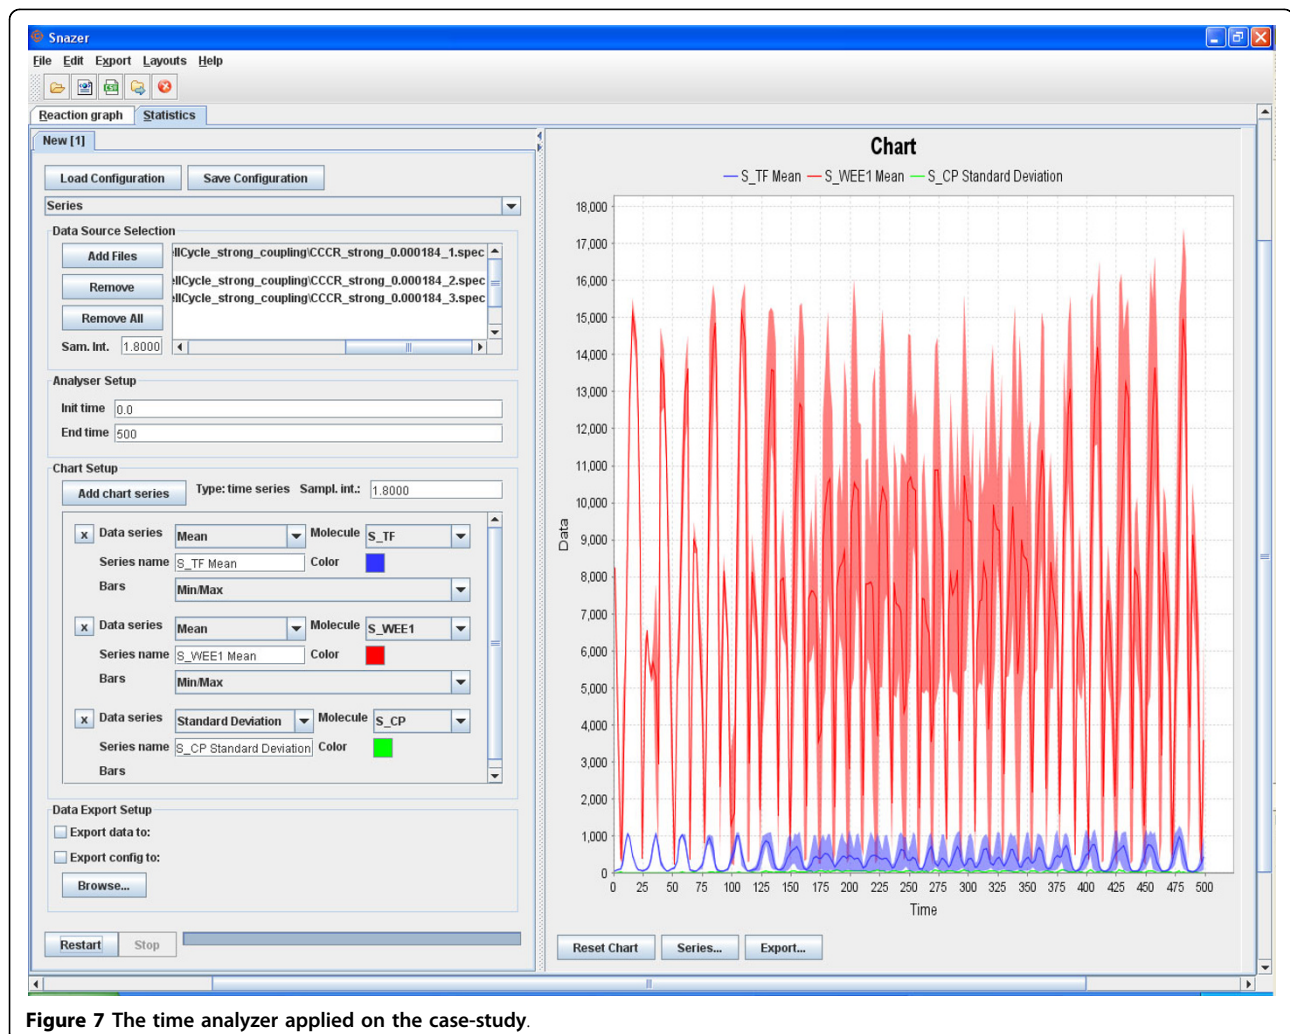 Snazer
File Edit Export Layouts Help
Reaction graph Statistics
New [1]
Load Configuration Save Configuration
Series
Data Source Selection
Add Files
Remove
Remove All
Sam. Int. 1.8000
llCycle_strong_coupling\CCCR_strong_0.000184_1.spec
ellCycle_strong_coupling\CCCR_strong_0.000184_2.spec
ellCycle_strong_coupling\CCCR_strong_0.000184_3.spec
Analyser Setup
Init time 0.0
End time 500
Chart Setup
Add chart series Type: time series Sampl. int.: 1.8000
x Data series Mean Molecule S_TF
Series name S_TF Mean Color
Bars Min/Max
x Data series Mean Molecule S_WEE1
Series name S_WEE1 Mean Color
Bars Min/Max
x Data series Standard Deviation Molecule S_CP
Series name S_CP Standard Deviation Color
Bars
Data Export Setup
Export data to:
Export config to:
Browse...
Restart Stop
Chart
S_TF Mean S_WEE1 Mean S_CP Standard Deviation
18,000
17,000
16,000
15,000
14,000
13,000
12,000
11,000
10,000
9,000
8,000
7,000
6,000
5,000
4,000
3,000
2,000
1,000
0
Data
0 25 50 75 100 125 150 175 200 225 250 275 300 325 350 375 400 425 450 475 500
Time
Reset Chart Series... Export...
Figure 7 The time analyzer applied on the case-study.